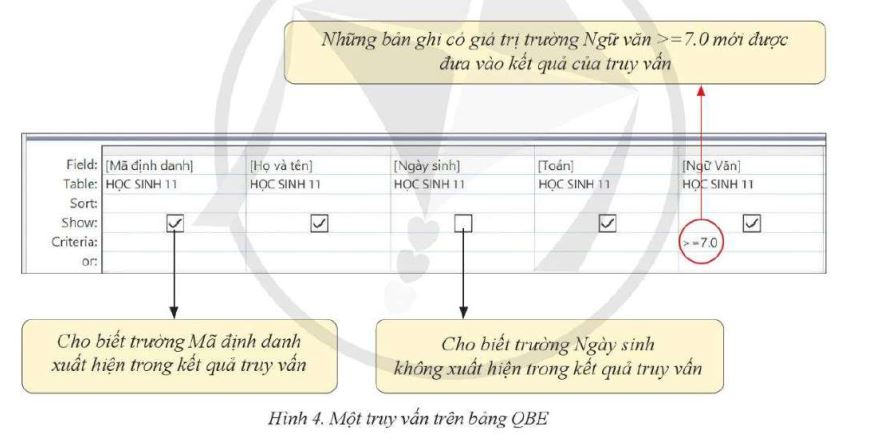 Những bản ghi có giá trị trường Ngữ văn >=7.0 mới được
đưa vào kết quả của truy vấn
Field: [Mã định danh] [Họ và tên] [Ngày sinh] [Toán] [Ngữ Văn]
Table: HỌC SINH 11 HỌC SINH 11 HỌC SINH 11 HỌC SINH 11 HỌC SINH 11
Sort:
Show:
Criteria: >=7.0
or:
Cho biết trường Mã định danh
xuất hiện trong kết quả truy vấn
Cho biết trường Ngày sinh
không xuất hiện trong kết quả truy vấn
Hình 4. Một truy vấn trên bảng QBE